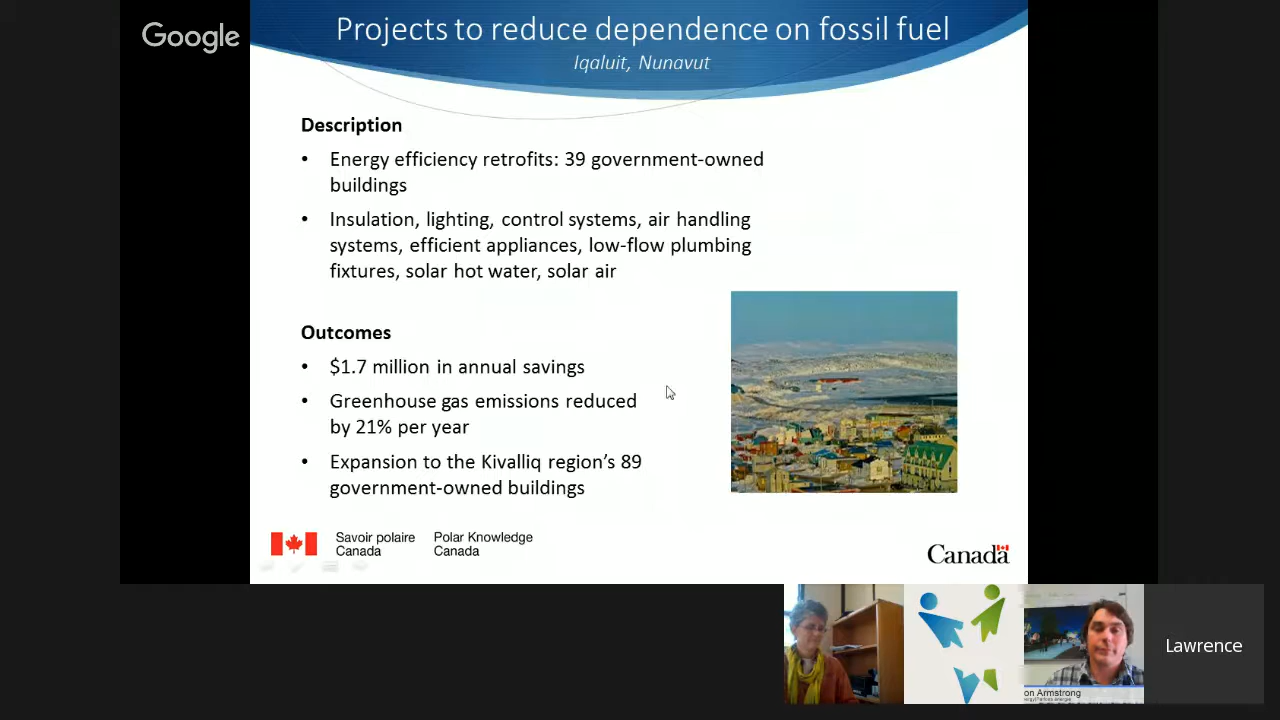 Google
Projects to reduce dependence on fossil fuel
Iqaluit, Nunavut
Description
• Energy efficiency retrofits: 39 government-owned
buildings
• Insulation, lighting, control systems, air handling
systems, efficient appliances, low-flow plumbing
fixtures, solar hot water, solar air
Outcomes
• $1.7 million in annual savings
• Greenhouse gas emissions reduced
by 21% per year
• Expansion to the Kivalliq region's 89
government-owned buildings
Savoir polaire
Canada
Polar Knowledge
Canada
Canada
on Armstrong
Lawrence